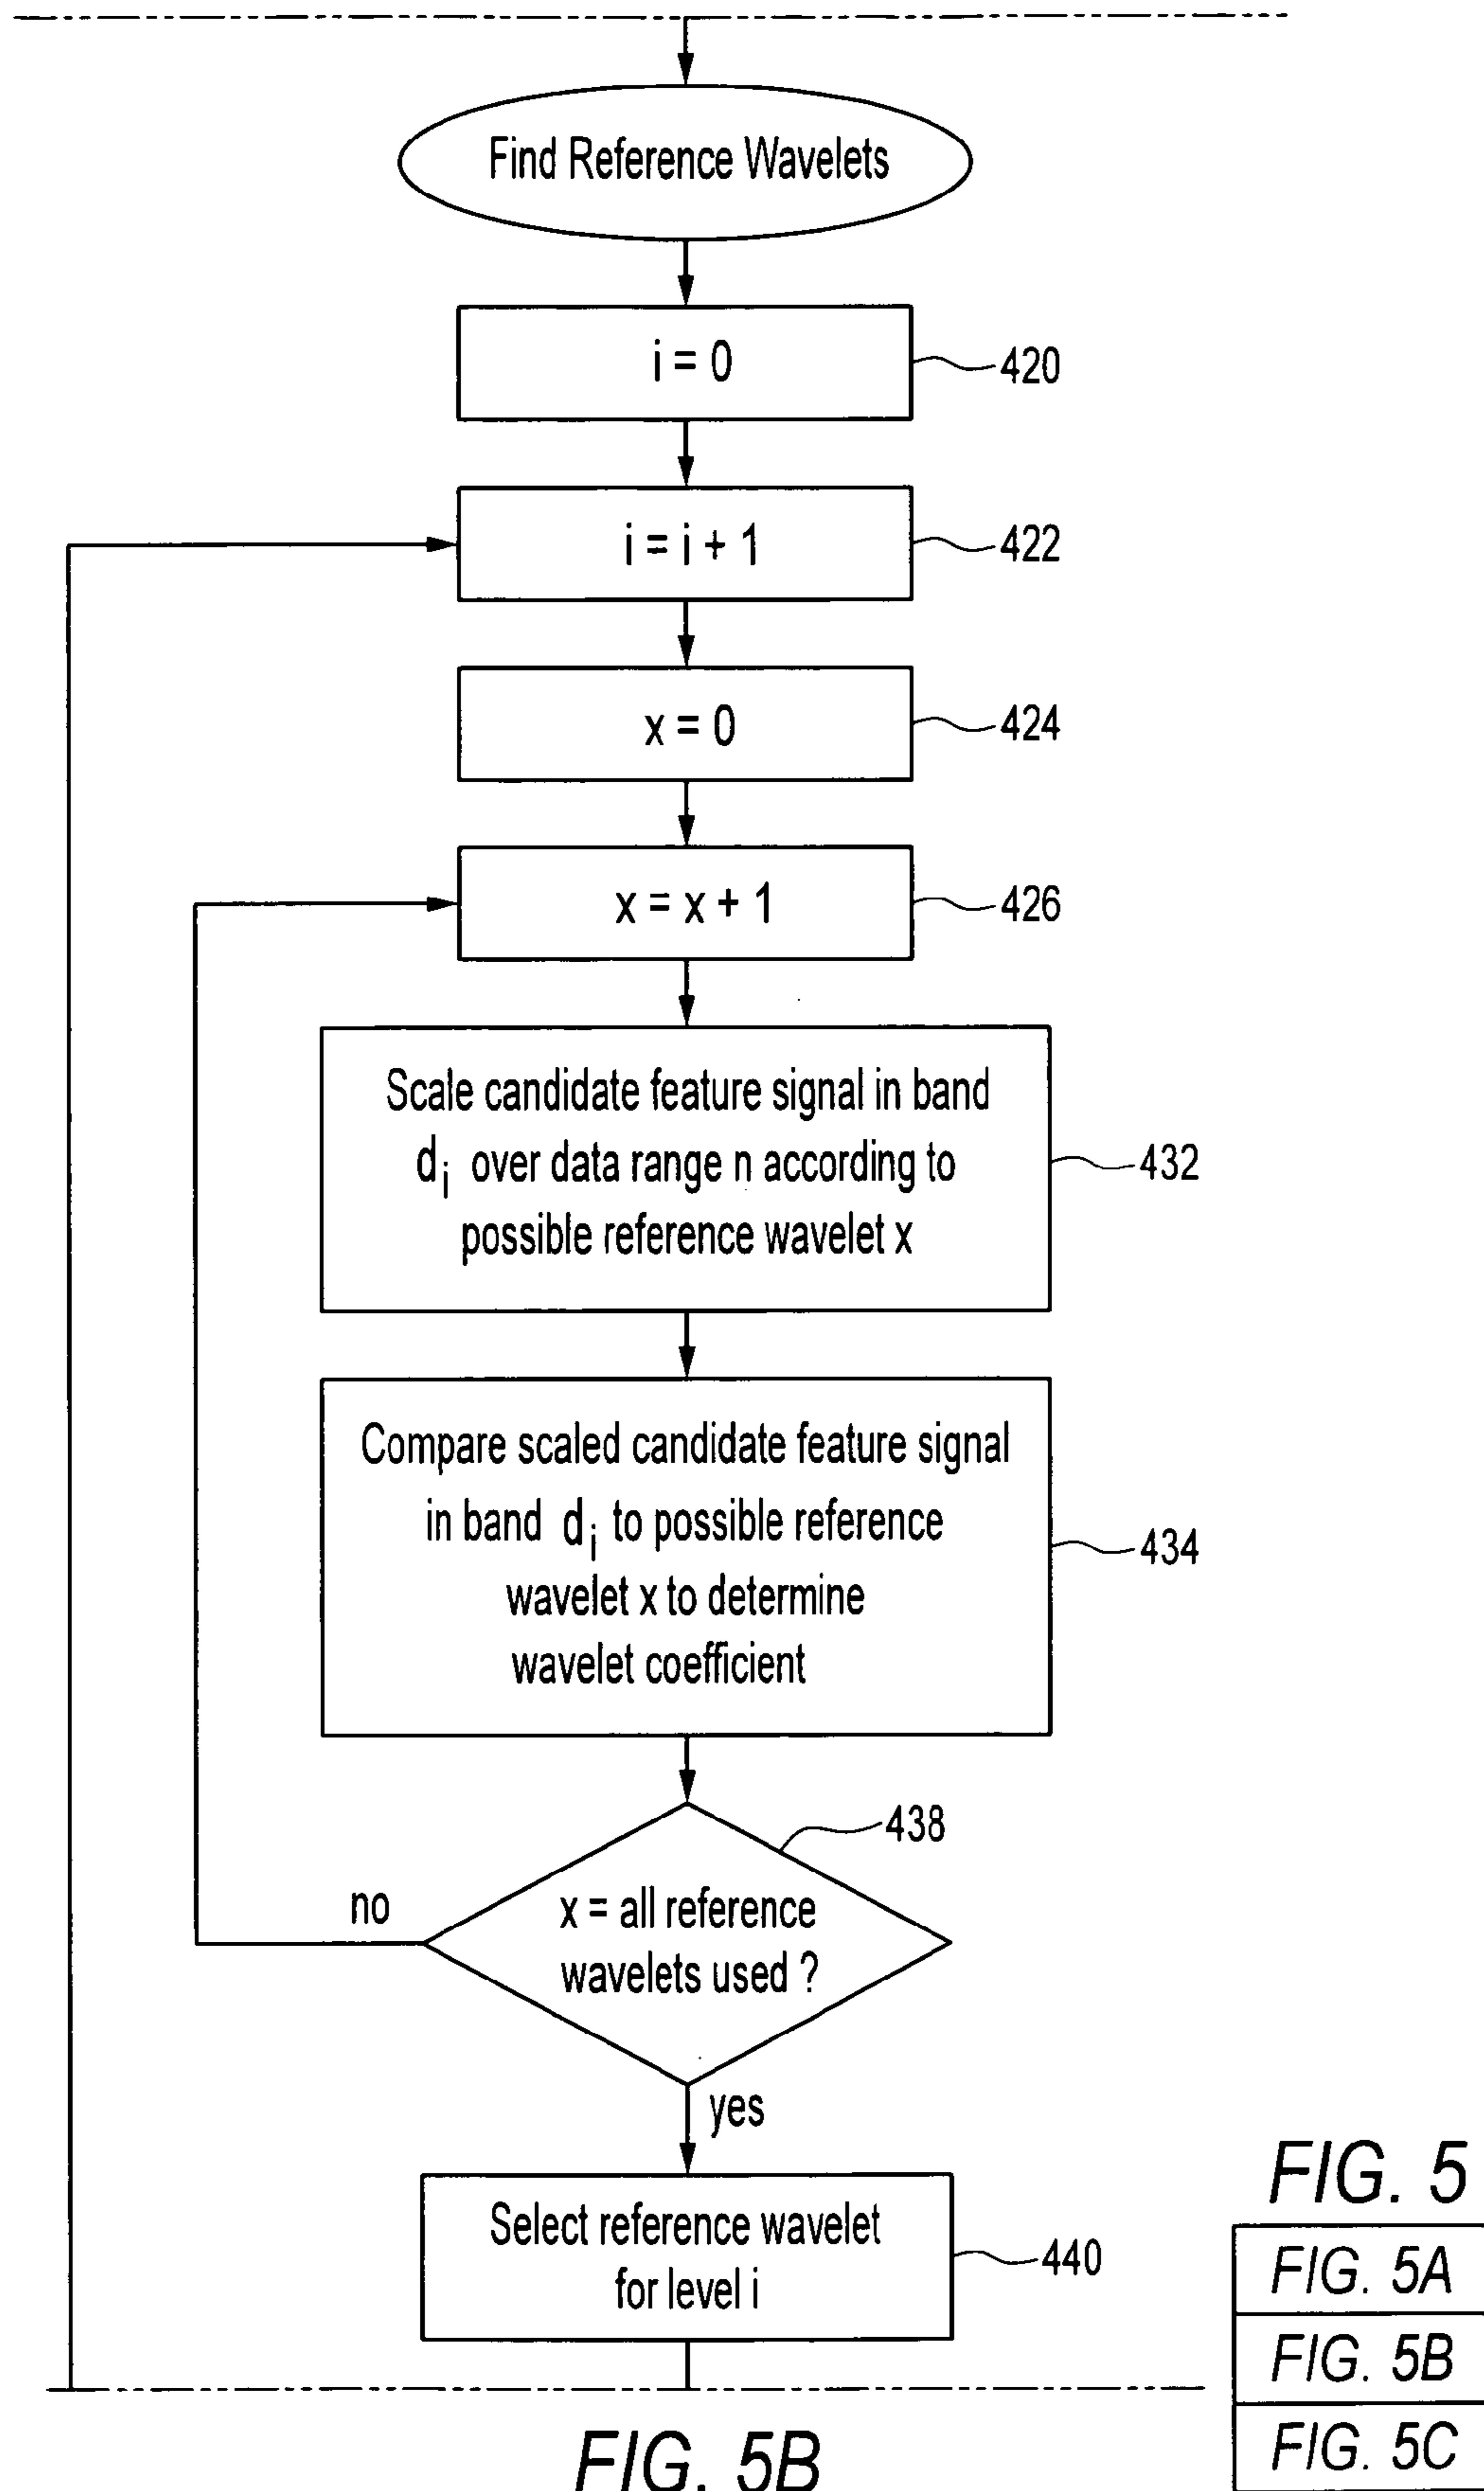 Find Reference Wavelets
i = 0
420
i = i + 1
422
x = 0
424
x = x + 1
426
Scale candidate feature signal in band
di over data range n according to
possible reference wavelet x
432
Compare scaled candidate feature signal
in band di to possible reference
wavelet x to determine
wavelet coefficient
434
438
x = all reference
wavelets used ?
no
yes
Select reference wavelet
for level i
440
FIG. 5
FIG. 5A
FIG. 5B
FIG. 5C
FIG. 5B